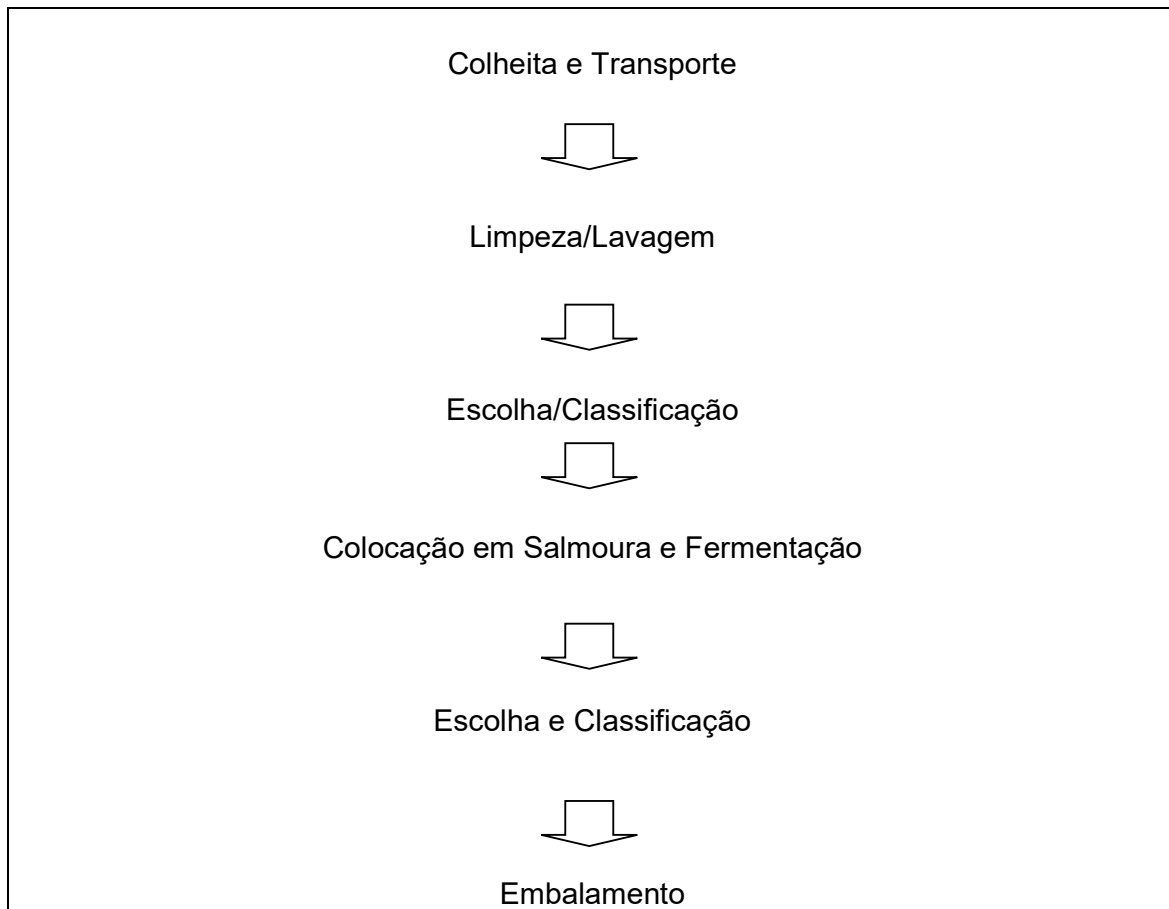 Colheita e Transporte
Limpeza/Lavagem
Escolha/Classificação
Colocação em Salmoura e Fermentação
Escolha e Classificação
Embalamento